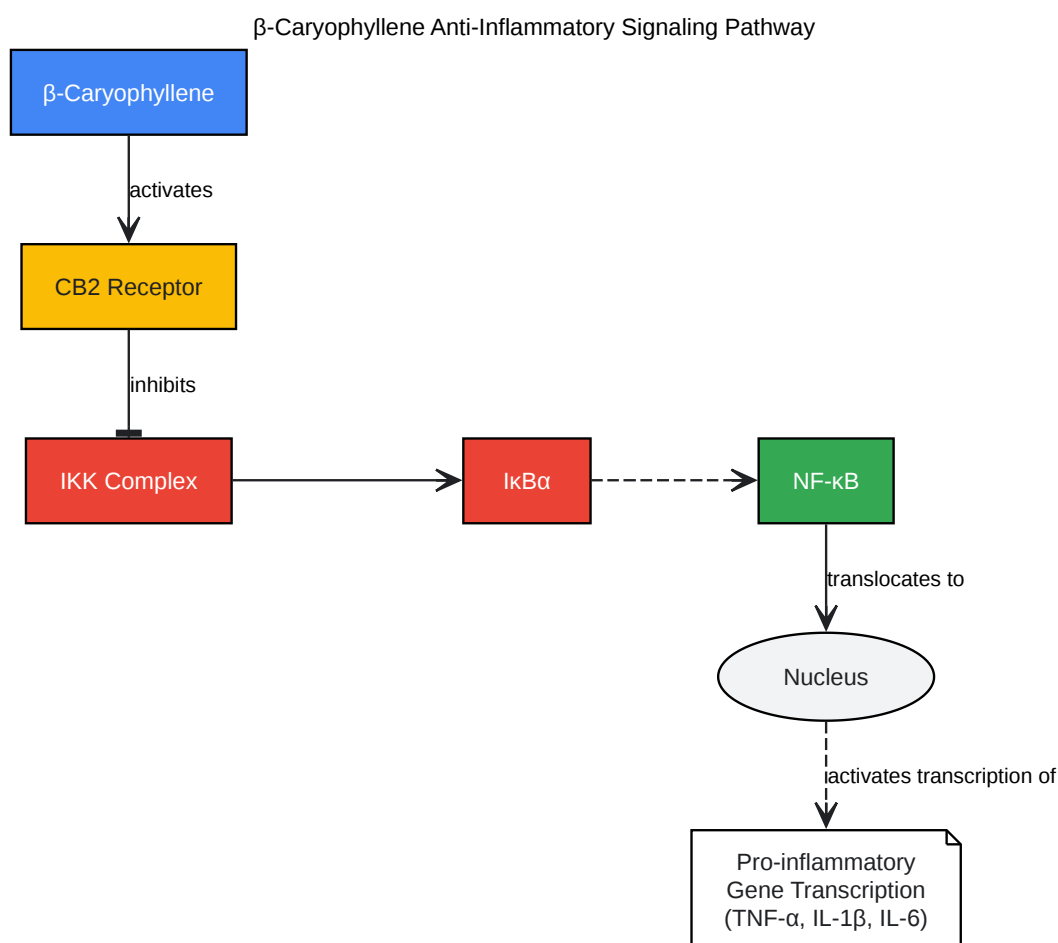 β-Caryophyllene Anti-Inflammatory Signaling Pathway
β-Caryophyllene
activates
CB2 Receptor
inhibits
IKK Complex
IκBα
NF-κB
translocates to
Nucleus
activates transcription of
Pro-inflammatory
Gene Transcription
(TNF-α, IL-1β, IL-6)